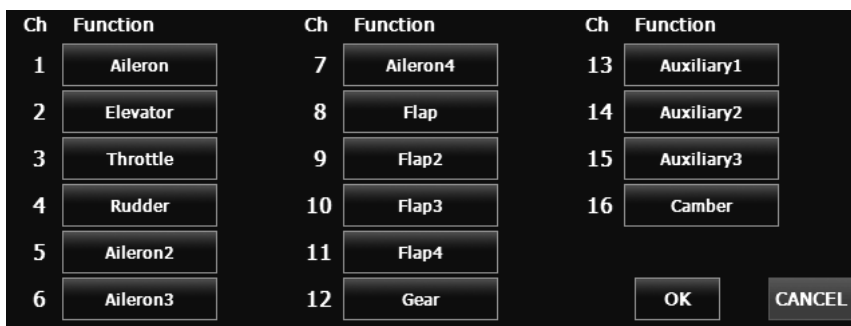 Ch Function Ch Function Ch Function
1 Aileron 7 Aileron4 13 Auxiliary1
2 Elevator 8 Flap 14 Auxiliary2
3 Throttle 9 Flap2 15 Auxiliary3
4 Rudder 10 Flap3 16 Camber
5 Aileron2 11 Flap4
6 Aileron3 12 Gear OK CANCEL